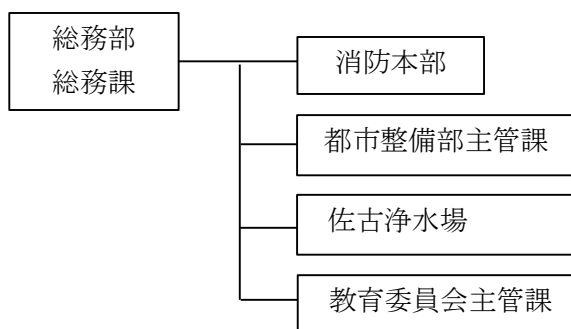 総務部
総務課
消防本部
都市整備部主管課
佐古浄水場
教育委員会主管課